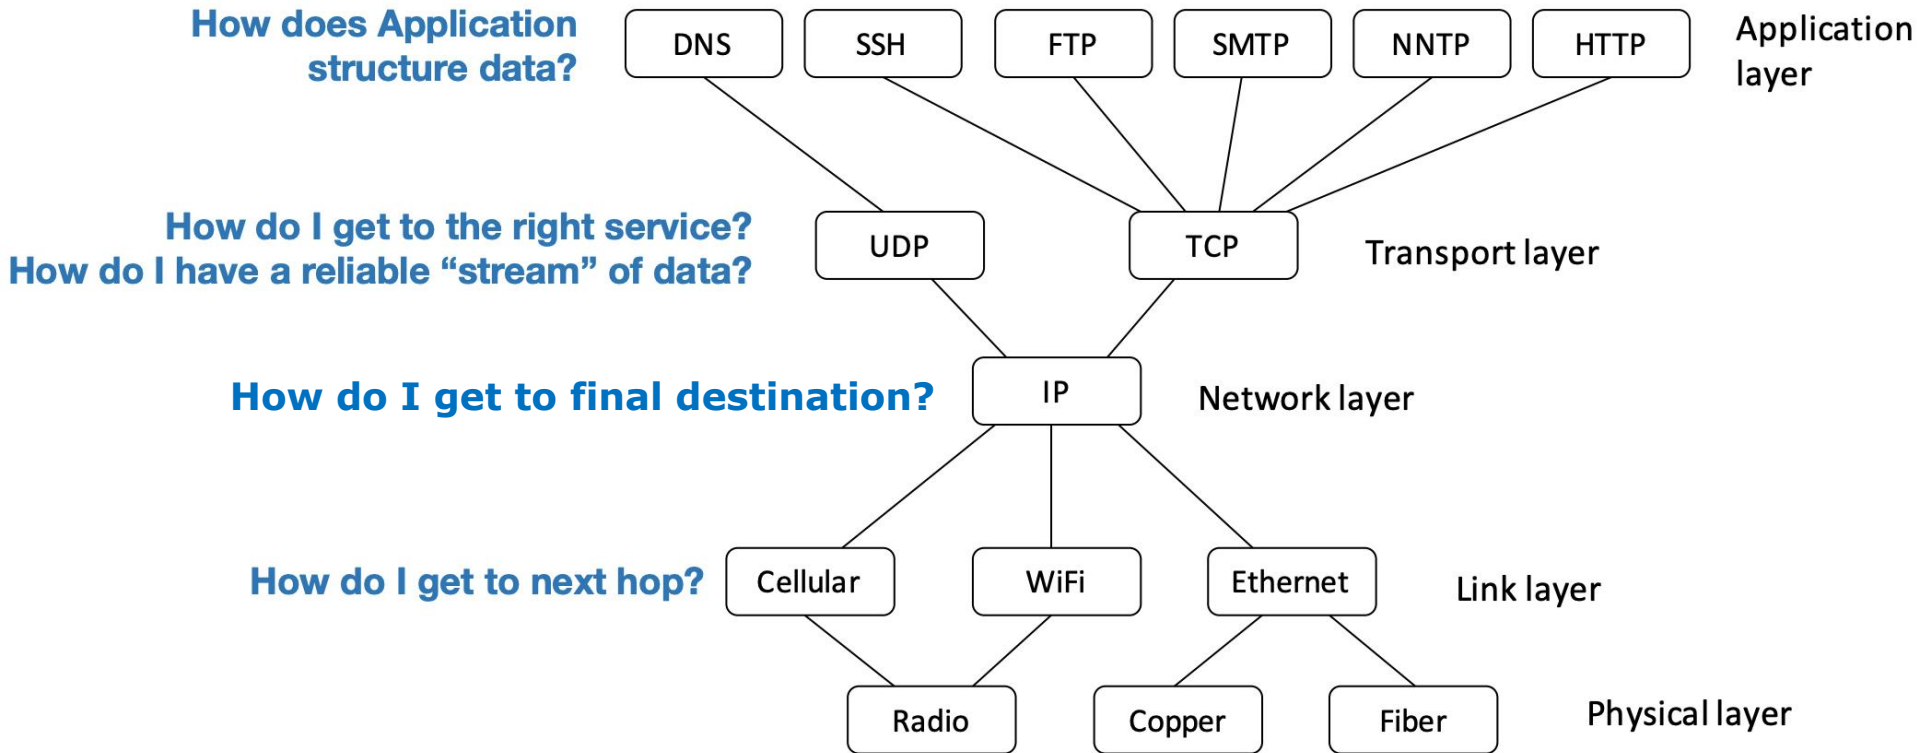 How does Application
structure data?
DNS
SSH
FTP
SMTP
NNTP
HTTP
Application
layer
How do I get to the right service?
How do I have a reliable “stream” of data?
UDP
TCP
Transport layer
How do I get to final destination?
IP
Network layer
How do I get to next hop?
Cellular
WiFi
Ethernet
Link layer
Radio
Copper
Fiber
Physical layer